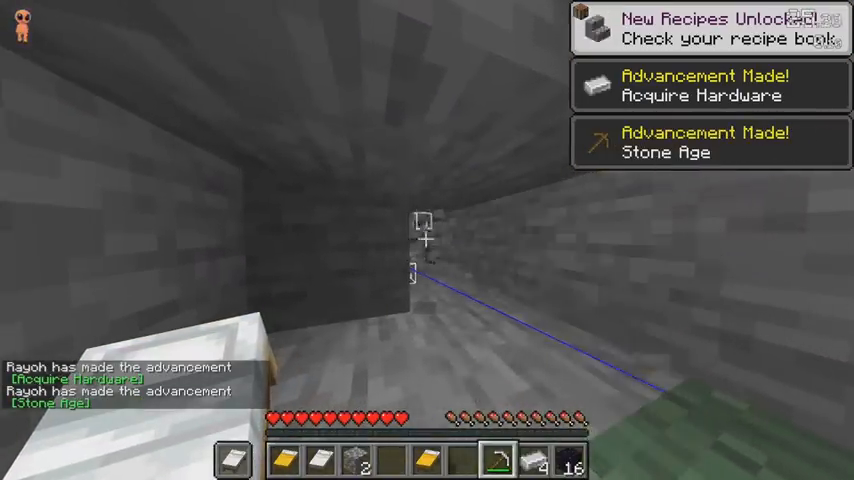 New Recipes Unlocked!
Check your recipe book
Advancement Made!
Acquire Hardware
Advancement Made!
Stone Age
Rayoh has made the advancement
[Acquire Hardware]
Rayoh has made the advancement
[Stone Age]
2
4
16